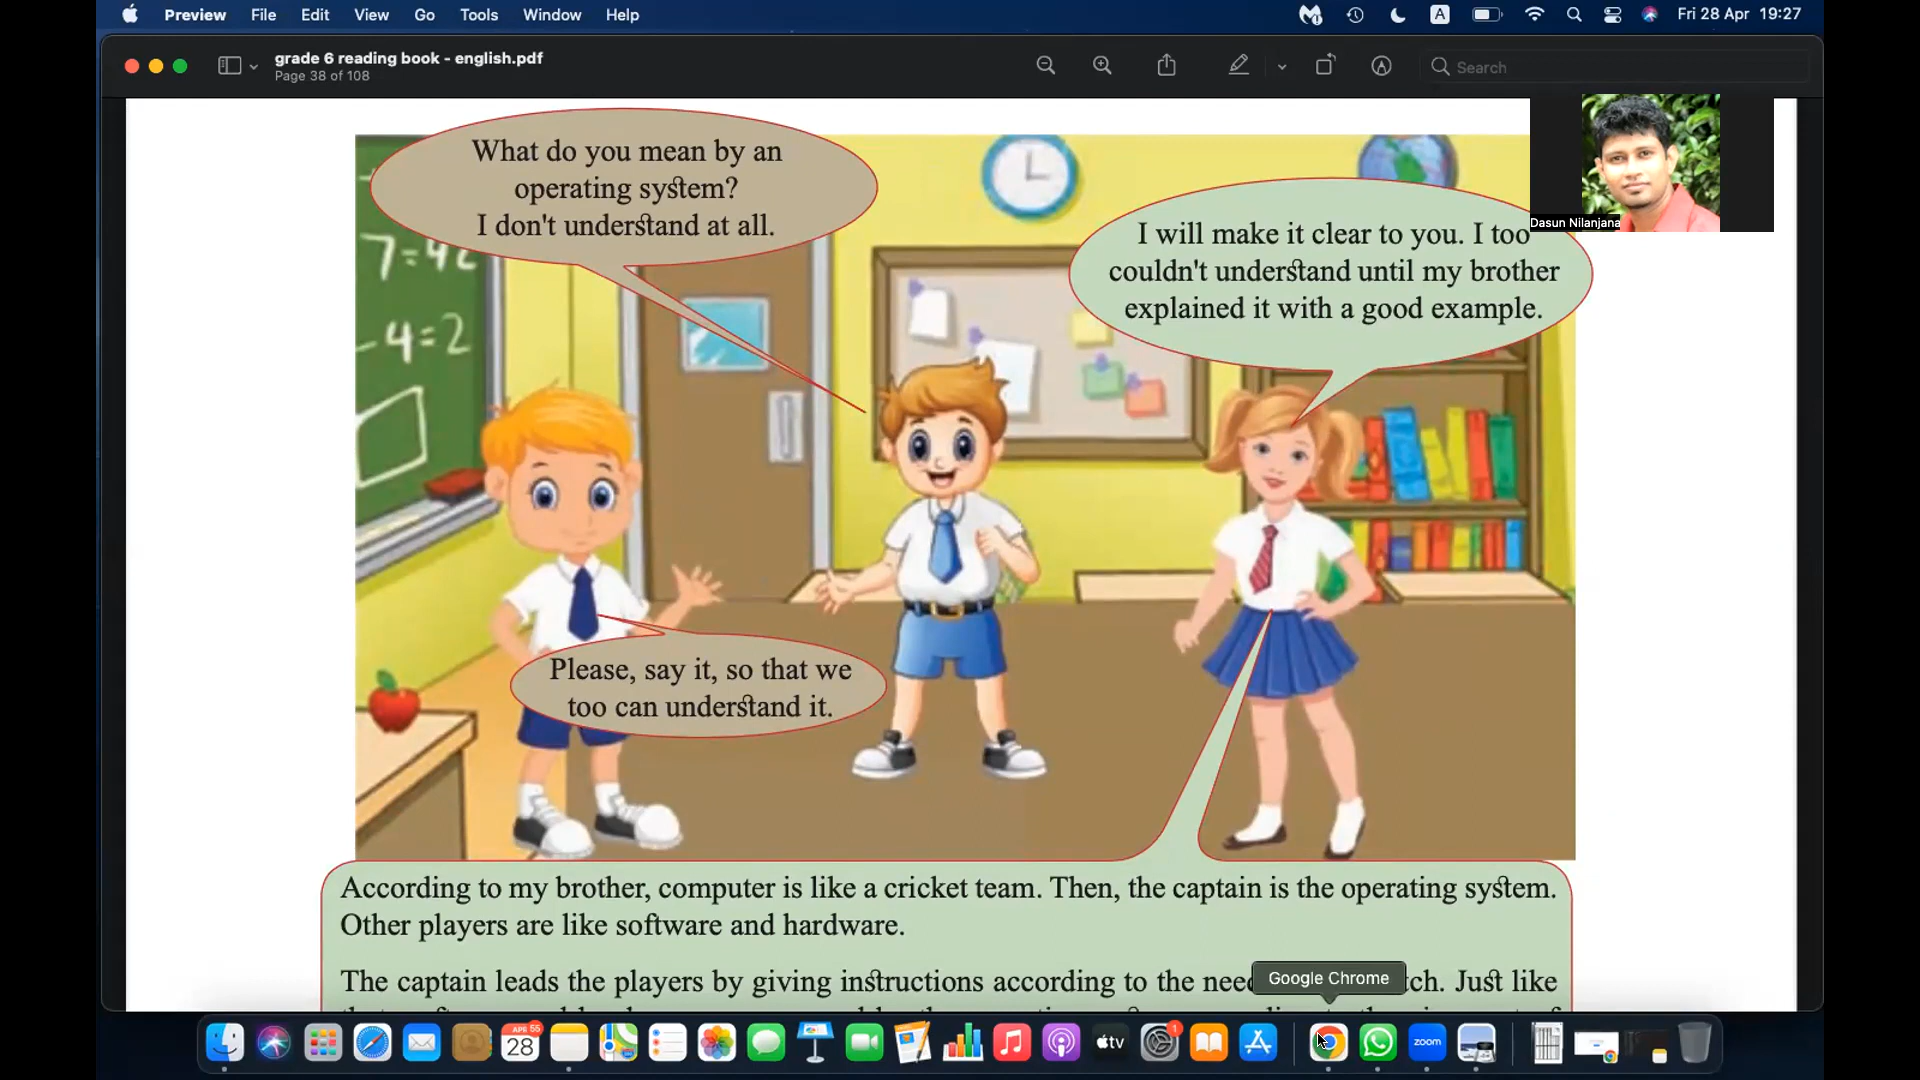 Preview File Edit View Go Tools Window Help
A
Fri 28 Apr 19:27
grade 6 reading book - english.pdf
Page 38 of 108
Search
What do you mean by an
operating system?
I don't understand at all.
Dasun Nilanjana
I will make it clear to you. I too
couldn't understand until my brother
explained it with a good example.
7=42
-4=2
Please, say it, so that we
too can understand it.
According to my brother, computer is like a cricket team. Then, the captain is the operating system.
Other players are like software and hardware.
The captain leads the players by giving instructions according to the Just like
Google Chrome
APR
28
tv
1
zoom